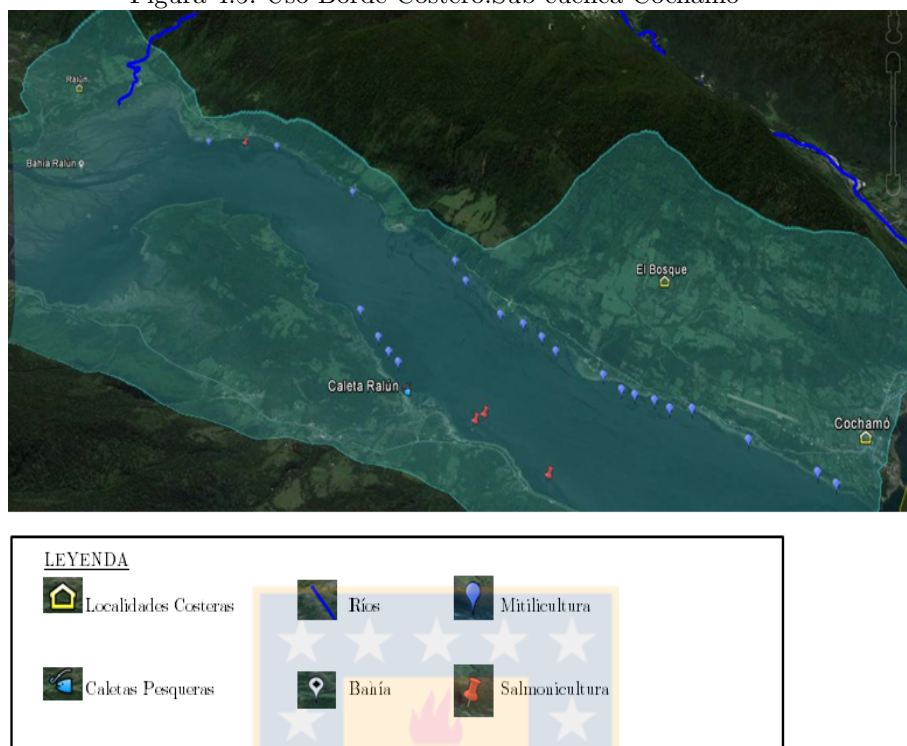 Figura 4.5: Uso Borde Costero.Sub-cuenca Cochamó
Ralún
Bahía Ralún
El Bosque
Caleta Ralún
Cochamó
LEYENDA
Localidades Costeras
Ríos
Mitilicultura
Caletas Pesqueras
Bahía
Salmonicultura